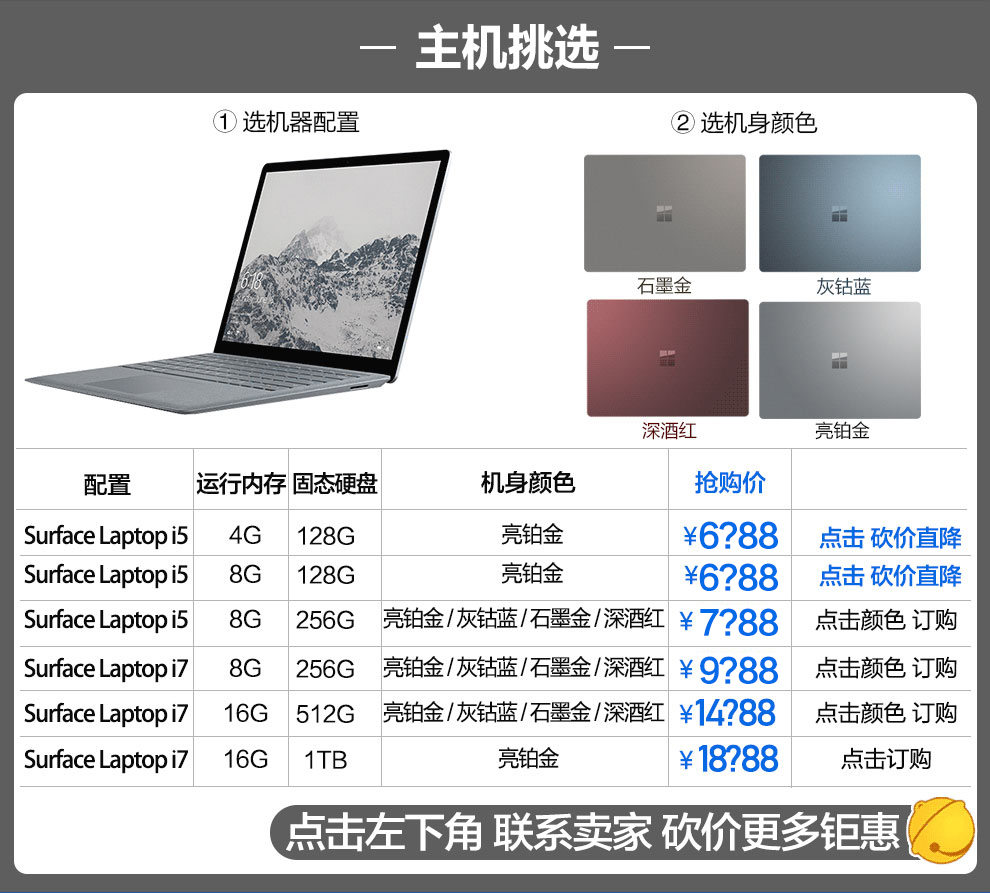 — 主机挑选 —
① 选机器配置
② 选机身颜色
6:18
石墨金
灰钴蓝
深酒红
亮铂金
配置 运行内存 固态硬盘 机身颜色 抢购价
Surface Laptop i5 4G 128G 亮铂金 ¥6?88 点击 砍价直降
Surface Laptop i5 8G 128G 亮铂金 ¥6?88 点击 砍价直降
Surface Laptop i5 8G 256G 亮铂金/灰钴蓝/石墨金/深酒红 ¥7?88 点击颜色 订购
Surface Laptop i7 8G 256G 亮铂金/灰钴蓝/石墨金/深酒红 ¥9?88 点击颜色 订购
Surface Laptop i7 16G 512G 亮铂金/灰钴蓝/石墨金/深酒红 ¥14?88 点击颜色 订购
Surface Laptop i7 16G 1TB 亮铂金 ¥18?88 点击订购
点击左下角 联系卖家 砍价更多钜惠